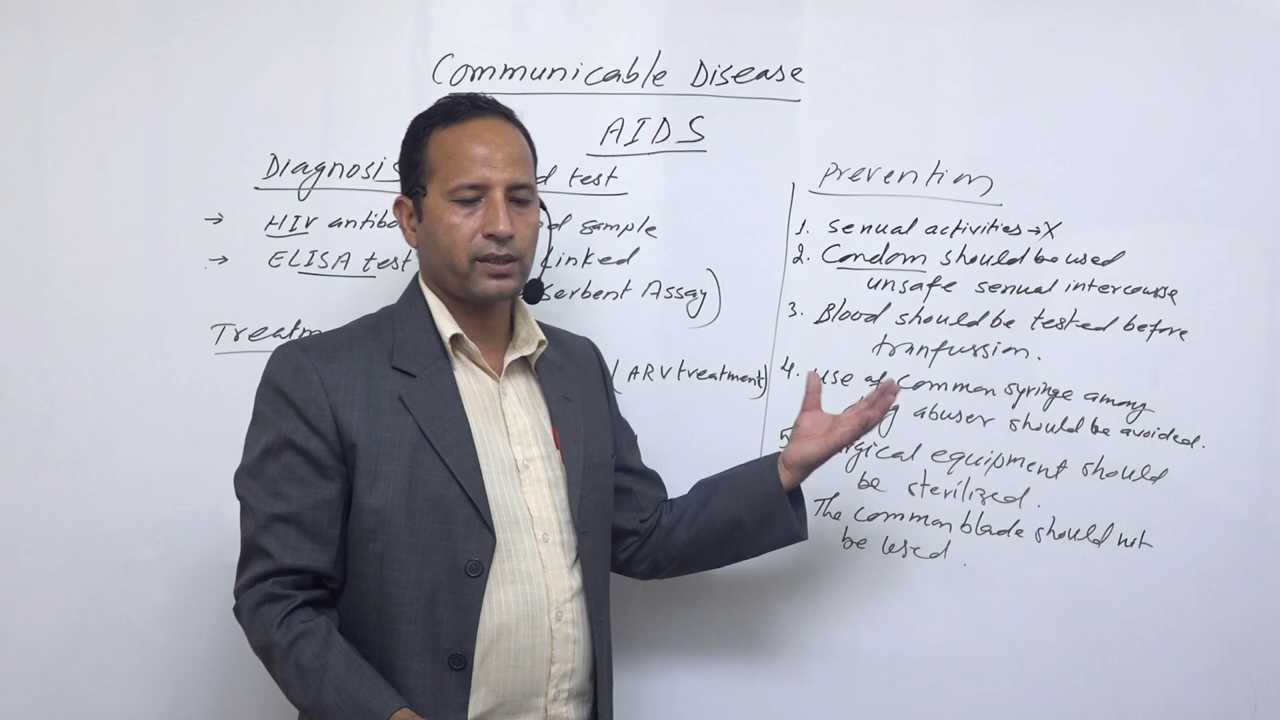 Communicable Disease
AIDS
Diagnosis
d test
→ HIV antibo
d sample
→ ELISA test
Linked
serbent Assay)
Treatm
(ARV treatment)
Prevention
1. Sexual activities → X
2. Condom should be used
unsafe sexual intercourse
3. Blood should be tested before
tranfussion.
4. Use of common syringe among
abuser should be avoided.
5.
rgical equipment should
be sterilized.
The common blade should not
be used.